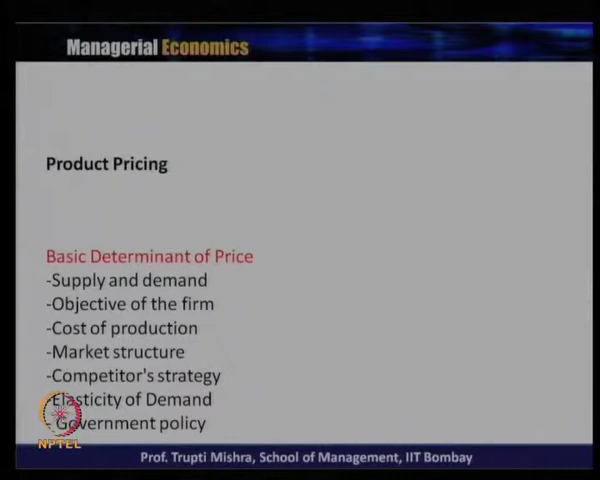 Managerial Economics
Product Pricing
Basic Determinant of Price
-Supply and demand
-Objective of the firm
-Cost of production
-Market structure
-Competitor's strategy
-Elasticity of Demand
- Government policy
NPTEL
Prof. Trupti Mishra, School of Management, IIT Bombay